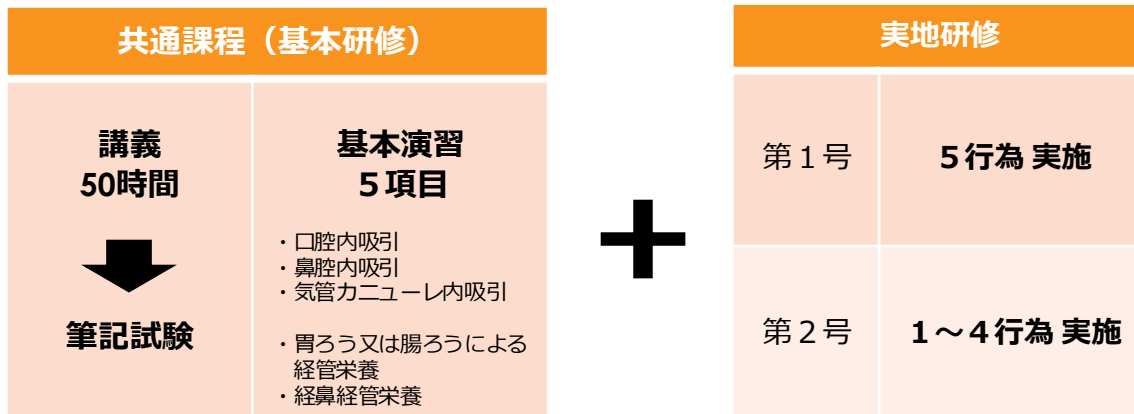 共通課程（基本研修）
講義
50時間
筆記試験
基本演習
５項目
・口腔内吸引
・鼻腔内吸引
・気管カニューレ内吸引
・胃ろう又は腸ろうによる
経管栄養
・経鼻経管栄養
実地研修
第１号
５行為 実施
第２号
１～４行為 実施